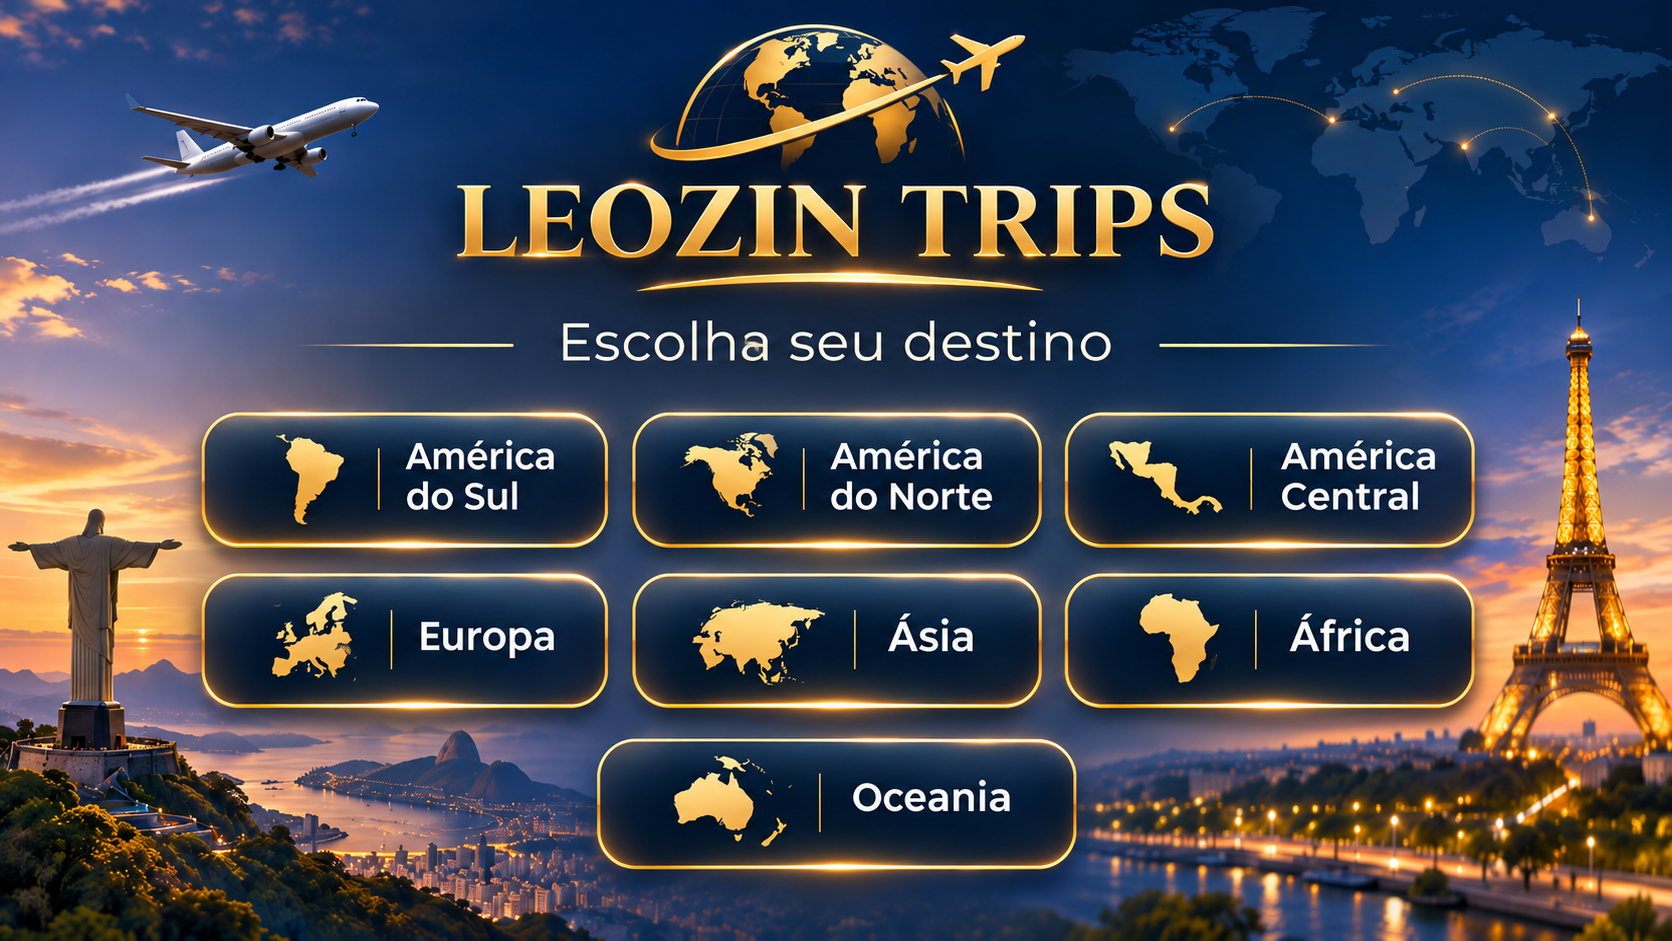 LEOZIN TRIPS
Escolha seu destino
América
do Sul
América
do Norte
América
Central
Europa
Ásia
África
Oceania